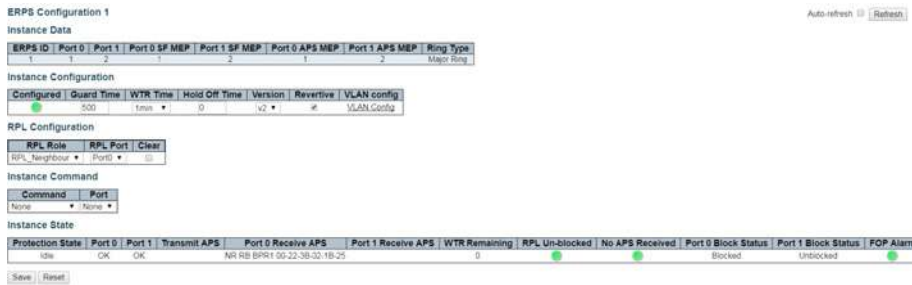 ERPS Configuration 1
Auto-refresh Refresh
Instance Data
ERPS ID Port 0 Port 1 Port 0 SF MEP Port 1 SF MEP Port 0 APS MEP Port 1 APS MEP Ring Type
1 1 2 1 2 1 2 Major Ring
Instance Configuration
Configured Guard Time WTR Time Hold Off Time Version Revertive VLAN config
500 1min 0 v2 VLAN Config
RPL Configuration
RPL Role RPL Port Clear
RPL_Neighbour Port0
Instance Command
Command Port
None None
Instance State
Protection State Port 0 Port 1 Transmit APS Port 0 Receive APS Port 1 Receive APS WTR Remaining RPL Un-blocked No APS Received Port 0 Block Status Port 1 Block Status FOP Alarm
Idle OK OK NR RB BPR1 00-22-3B-02-1B-25 0 Blocked Unblocked
Save Reset